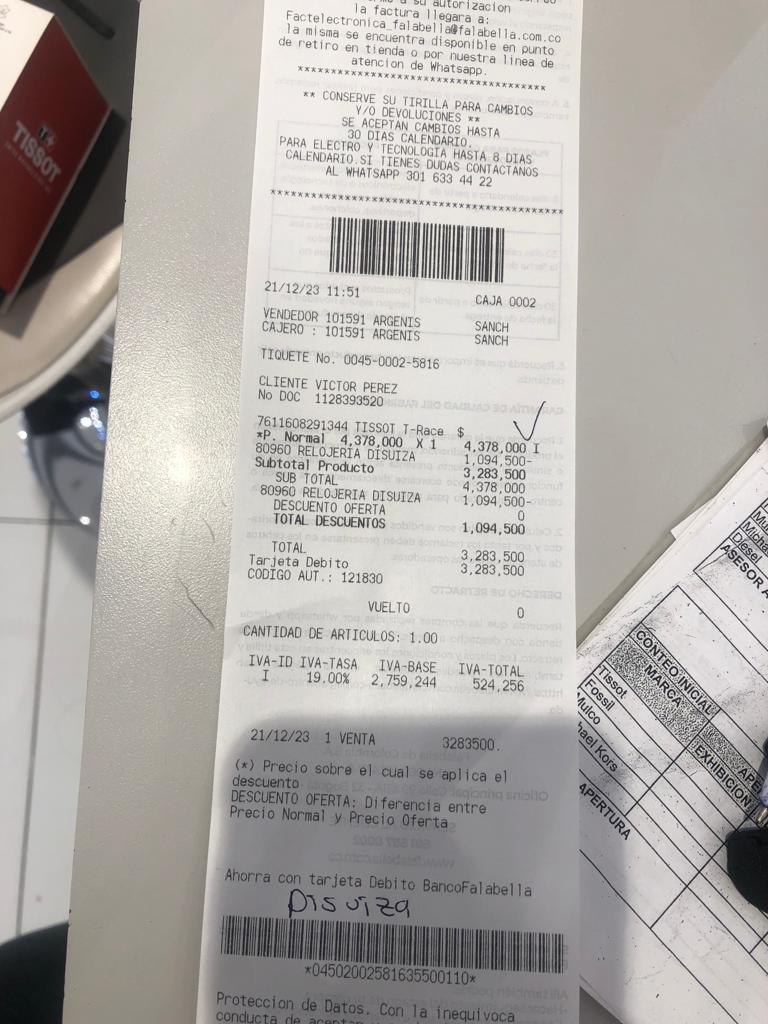 su autorizacion
la factura llegara a:
Factelectronica_falabella@falabella.com.co
la misma se encuentra disponible en punto
de retiro en tienda o por nuestra linea de
atencion de Whatsapp.
******************************************
** CONSERVE SU TIRILLA PARA CAMBIOS
Y/O DEVOLUCIONES **
SE ACEPTAN CAMBIOS HASTA
30 DIAS CALENDARIO.
PARA ELECTRO Y TECNOLOGIA HASTA 8 DIAS
CALENDARIO.SI TIENES DUDAS CONTACTANOS
AL WHATSAPP 301 633 44 22
******************************************
21/12/23 11:51 CAJA 0002
VENDEDOR 101591 ARGENIS SANCH
CAJERO : 101591 ARGENIS SANCH
TIQUETE No. 0045-0002-5816
CLIENTE VICTOR PEREZ
No DOC 1128393520
7611608291344 TISSOT T-Race $
*P. Normal 4,378,000 X 1 4,378,000 I
80960 RELOJERIA DISUIZA 1,094,500-
Subtotal Producto 3,283,500
SUB TOTAL 4,378,000
80960 RELOJERIA DISUIZA 1,094,500-
DESCUENTO OFERTA 0
TOTAL DESCUENTOS 1,094,500
TOTAL 3,283,500
Tarjeta Debito 3,283,500
CODIGO AUT.: 121830
VUELTO 0
CANTIDAD DE ARTICULOS: 1.00
IVA-ID IVA-TASA IVA-BASE IVA-TOTAL
I 19.00% 2,759,244 524,256
21/12/23 1 VENTA 3283500.
(*) Precio sobre el cual se aplica el
descuento
DESCUENTO OFERTA: Diferencia entre
Precio Normal y Precio Oferta
Ahorra con tarjeta Debito BancoFalabella
Disuiza
*04502002581635500110*
Proteccion de Datos. Con la inequivoca
conducta de
TISSOT
Diesel
ASESOR
CONTEO INICIAL
MARCA
EXHIBICION
APE
Tissot
Fossil
Mulco
hael Kors
APERTURA